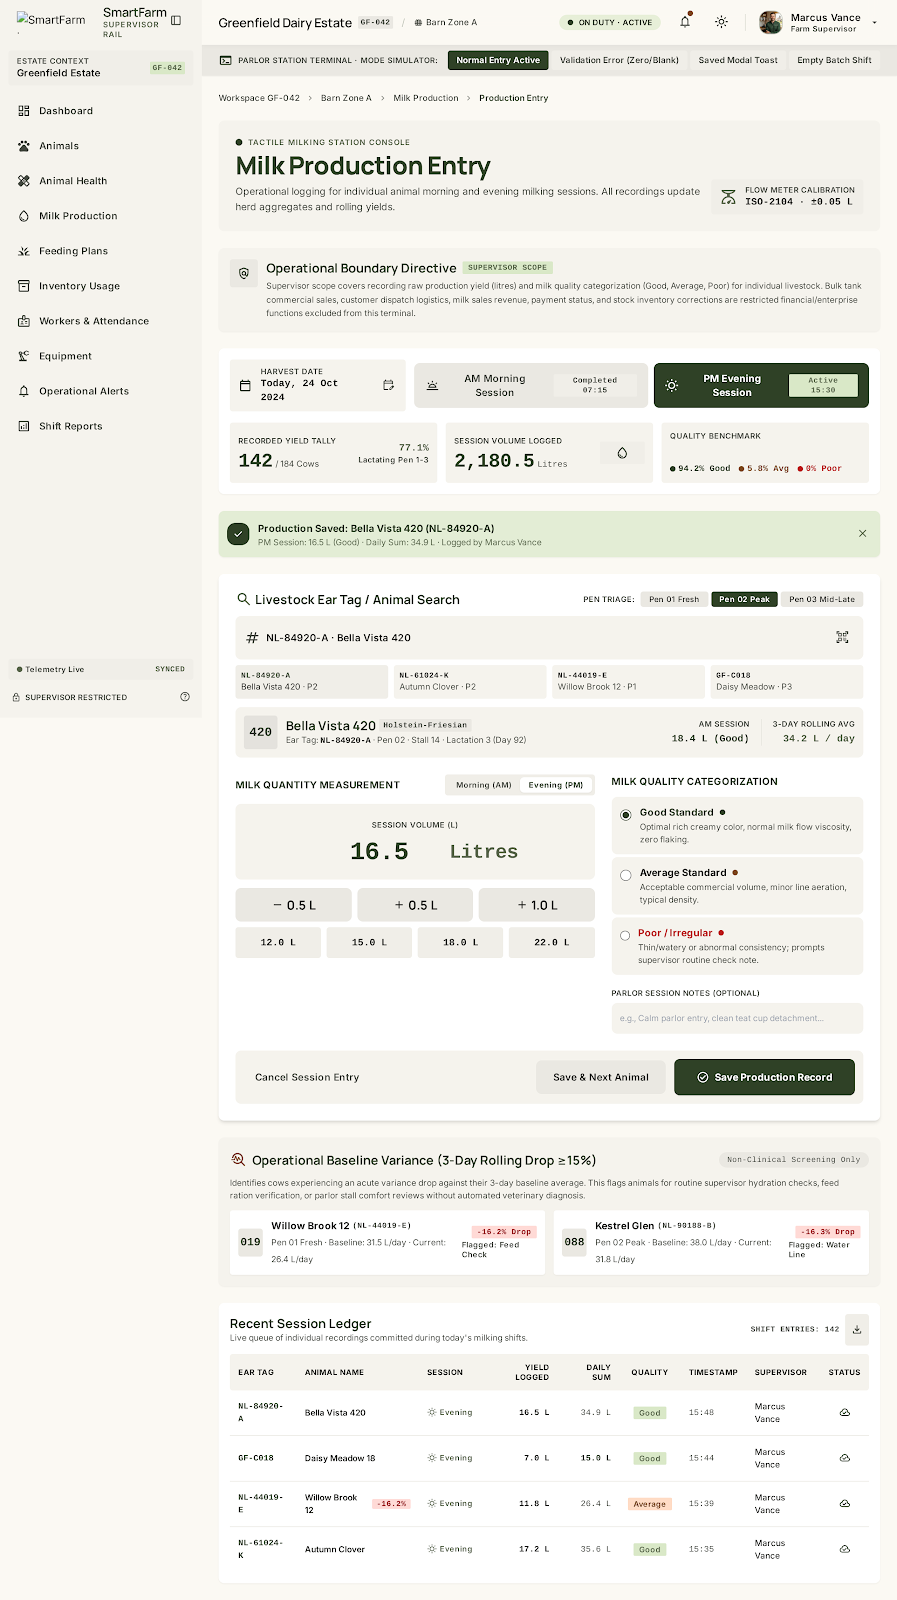 SmartFarm
SmartFarm
SUPERVISOR
RAIL
ESTATE CONTEXT
Greenfield Estate
GF-042
Dashboard
Animals
Animal Health
Milk Production
Feeding Plans
Inventory Usage
Workers & Attendance
Equipment
Operational Alerts
Shift Reports
Telemetry Live
SYNCED
SUPERVISOR RESTRICTED
Greenfield Dairy Estate GF-042 / Barn Zone A
ON DUTY · ACTIVE
Marcus Vance
Farm Supervisor
PARLOR STATION TERMINAL · MODE SIMULATOR:
Normal Entry Active
Validation Error (Zero/Blank)
Saved Modal Toast
Empty Batch Shift
Workspace GF-042 > Barn Zone A > Milk Production > Production Entry
TACTILE MILKING STATION CONSOLE
Milk Production Entry
Operational logging for individual animal morning and evening milking sessions. All recordings update
herd aggregates and rolling yields.
FLOW METER CALIBRATION
ISO-2104 · ±0.05 L
Operational Boundary Directive SUPERVISOR SCOPE
Supervisor scope covers recording raw production yield (litres) and milk quality categorization (Good, Average, Poor) for individual livestock. Bulk tank
commercial sales, customer dispatch logistics, milk sales revenue, payment status, and stock inventory corrections are restricted financial/enterprise
functions excluded from this terminal.
HARVEST DATE
Today, 24 Oct
2024
AM Morning
Session
Completed
07:15
PM Evening
Session
Active
15:30
RECORDED YIELD TALLY
142 / 184 Cows
77.1%
Lactating Pen 1-3
SESSION VOLUME LOGGED
2,180.5 Litres
QUALITY BENCHMARK
94.2% Good
5.8% Avg
0% Poor
Production Saved: Bella Vista 420 (NL-84920-A)
PM Session: 16.5 L (Good) · Daily Sum: 34.9 L · Logged by Marcus Vance
Livestock Ear Tag / Animal Search
PEN TRIAGE:
Pen 01 Fresh
Pen 02 Peak
Pen 03 Mid-Late
# NL-84920-A · Bella Vista 420
NL-84920-A
Bella Vista 420 · P2
NL-61024-K
Autumn Clover · P2
NL-44019-E
Willow Brook 12 · P1
GF-C018
Daisy Meadow · P3
420
Bella Vista 420 Holstein-Friesian
Ear Tag: NL-84920-A · Pen 02 · Stall 14 · Lactation 3 (Day 92)
AM SESSION
18.4 L (Good)
3-DAY ROLLING AVG
34.2 L / day
MILK QUANTITY MEASUREMENT
Morning (AM)
Evening (PM)
SESSION VOLUME (L)
16.5 Litres
− 0.5 L
+ 0.5 L
+ 1.0 L
12.0 L
15.0 L
18.0 L
22.0 L
MILK QUALITY CATEGORIZATION
Good Standard
Optimal rich creamy color, normal milk flow viscosity,
zero flaking.
Average Standard
Acceptable commercial volume, minor line aeration,
typical density.
Poor / Irregular
Thin/watery or abnormal consistency; prompts
supervisor routine check note.
PARLOR SESSION NOTES (OPTIONAL)
e.g., Calm parlor entry, clean teat cup detachment...
Cancel Session Entry
Save & Next Animal
Save Production Record
Operational Baseline Variance (3-Day Rolling Drop ≥15%)
Non-Clinical Screening Only
Identifies cows experiencing an acute variance drop against their 3-day baseline average. This flags animals for routine supervisor hydration checks, feed
ration verification, or parlor stall comfort reviews without automated veterinary diagnosis.
019
Willow Brook 12 (NL-44019-E)
Pen 01 Fresh · Baseline: 31.5 L/day · Current:
26.4 L/day
-16.2% Drop
Flagged: Feed
Check
088
Kestrel Glen (NL-90188-B)
Pen 02 Peak · Baseline: 38.0 L/day · Current:
31.8 L/day
-16.3% Drop
Flagged: Water
Line
Recent Session Ledger
Live queue of individual recordings committed during today's milking shifts.
SHIFT ENTRIES: 142
EAR TAG ANIMAL NAME SESSION YIELD LOGGED DAILY SUM QUALITY TIMESTAMP SUPERVISOR STATUS
NL-84920-A Bella Vista 420 Evening 16.5 L 34.9 L Good 15:48 Marcus Vance
GF-C018 Daisy Meadow 18 Evening 7.0 L 15.0 L Good 15:44 Marcus Vance
NL-44019-E Willow Brook 12 -16.2% Evening 11.8 L 26.4 L Average 15:39 Marcus Vance
NL-61024-K Autumn Clover Evening 17.2 L 35.6 L Good 15:35 Marcus Vance